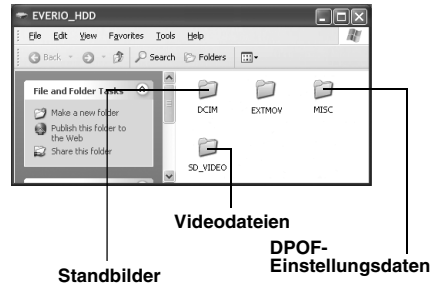 EVERIO_HDD
File Edit View Favorites Tools Help
Back Search Folders
File and Folder Tasks
Make a new folder
Publish this folder to
the Web
Share this folder
DCIM EXTMOV MISC
SD_VIDEO
Videodateien
DPOF-
Einstellungsdaten
Standbilder